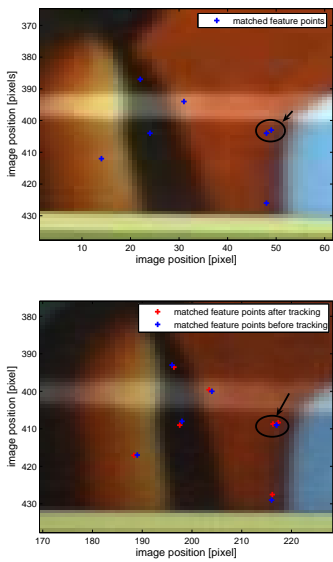 matched feature points
370
380
390
400
410
420
430
image position [pixels]
10 20 30 40 50 60
image position [pixel]
matched feature points after tracking
matched feature points before tracking
380
390
400
410
420
430
image position [pixel]
170 180 190 200 210 220
image position [pixel]